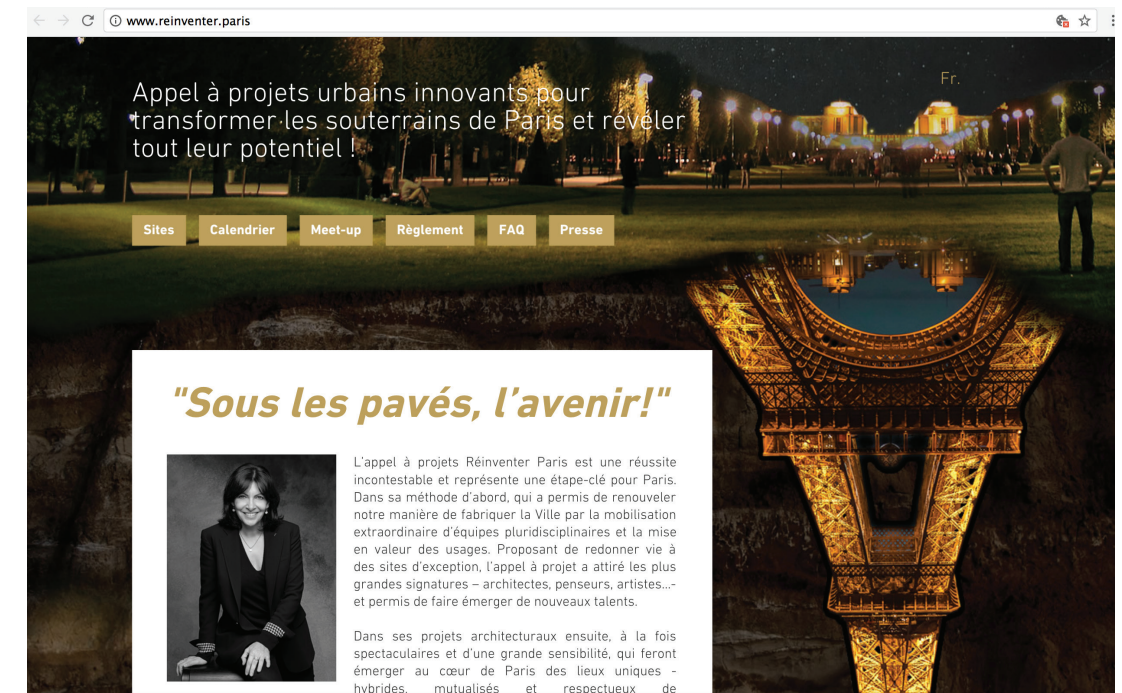 www.reinventer.paris
Fr.
Appel à projets urbains innovants pour
transformer les souterrains de Paris et révéler
tout leur potentiel !
Sites Calendrier Meet-up Règlement FAQ Presse
"Sous les pavés, l'avenir!"
L'appel à projets Réinventer Paris est une réussite
incontestable et représente une étape-clé pour Paris.
Dans sa méthode d'abord, qui a permis de renouveler
notre manière de fabriquer la Ville par la mobilisation
extraordinaire d'équipes pluridisciplinaires et la mise
en valeur des usages. Proposant de redonner vie à
des sites d'exception, l'appel à projet a attiré les plus
grandes signatures – architectes, penseurs, artistes...-
et permis de faire émerger de nouveaux talents.
Dans ses projets architecturaux ensuite, à la fois
spectaculaires et d'une grande sensibilité, qui feront
émerger au cœur de Paris des lieux uniques -
hybrides, mutualisés et respectueux de